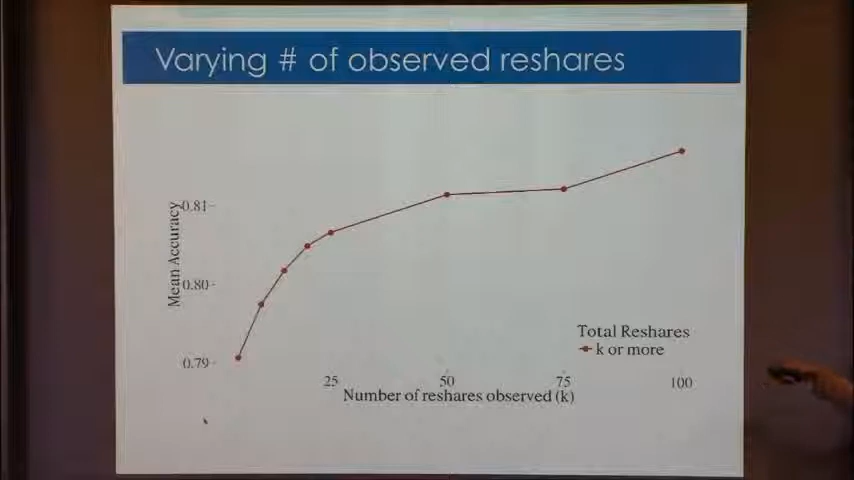 Varying # of observed reshares
0.81
Mean Accuracy
0.80
Total Reshares
k or more
0.79
25
50
75
100
Number of reshares observed (k)